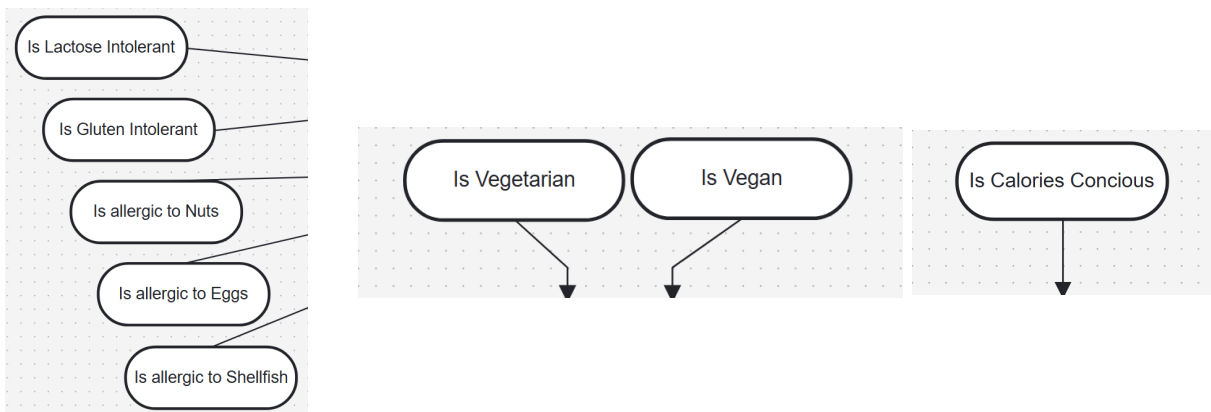 Is Lactose Intolerant
Is Gluten Intolerant
Is allergic to Nuts
Is allergic to Eggs
Is allergic to Shellfish
Is Vegetarian
Is Vegan
Is Calories Concious